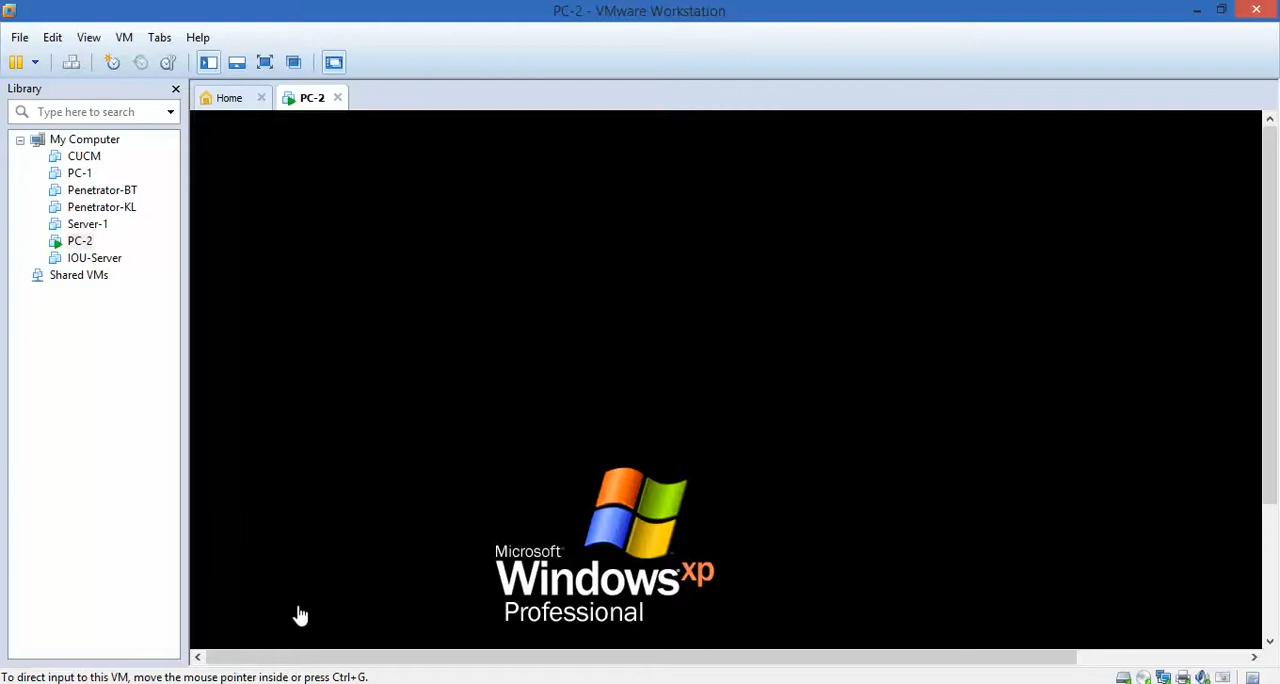 PC-2 - VMware Workstation
File Edit View VM Tabs Help
Library
Home
PC-2
Type here to search
My Computer
CUCM
PC-1
Penetrator-BT
Penetrator-KL
Server-1
PC-2
IOU-Server
Shared VMs
Microsoft
Windows xp
Professional
To direct input to this VM, move the mouse pointer inside or press Ctrl+G.